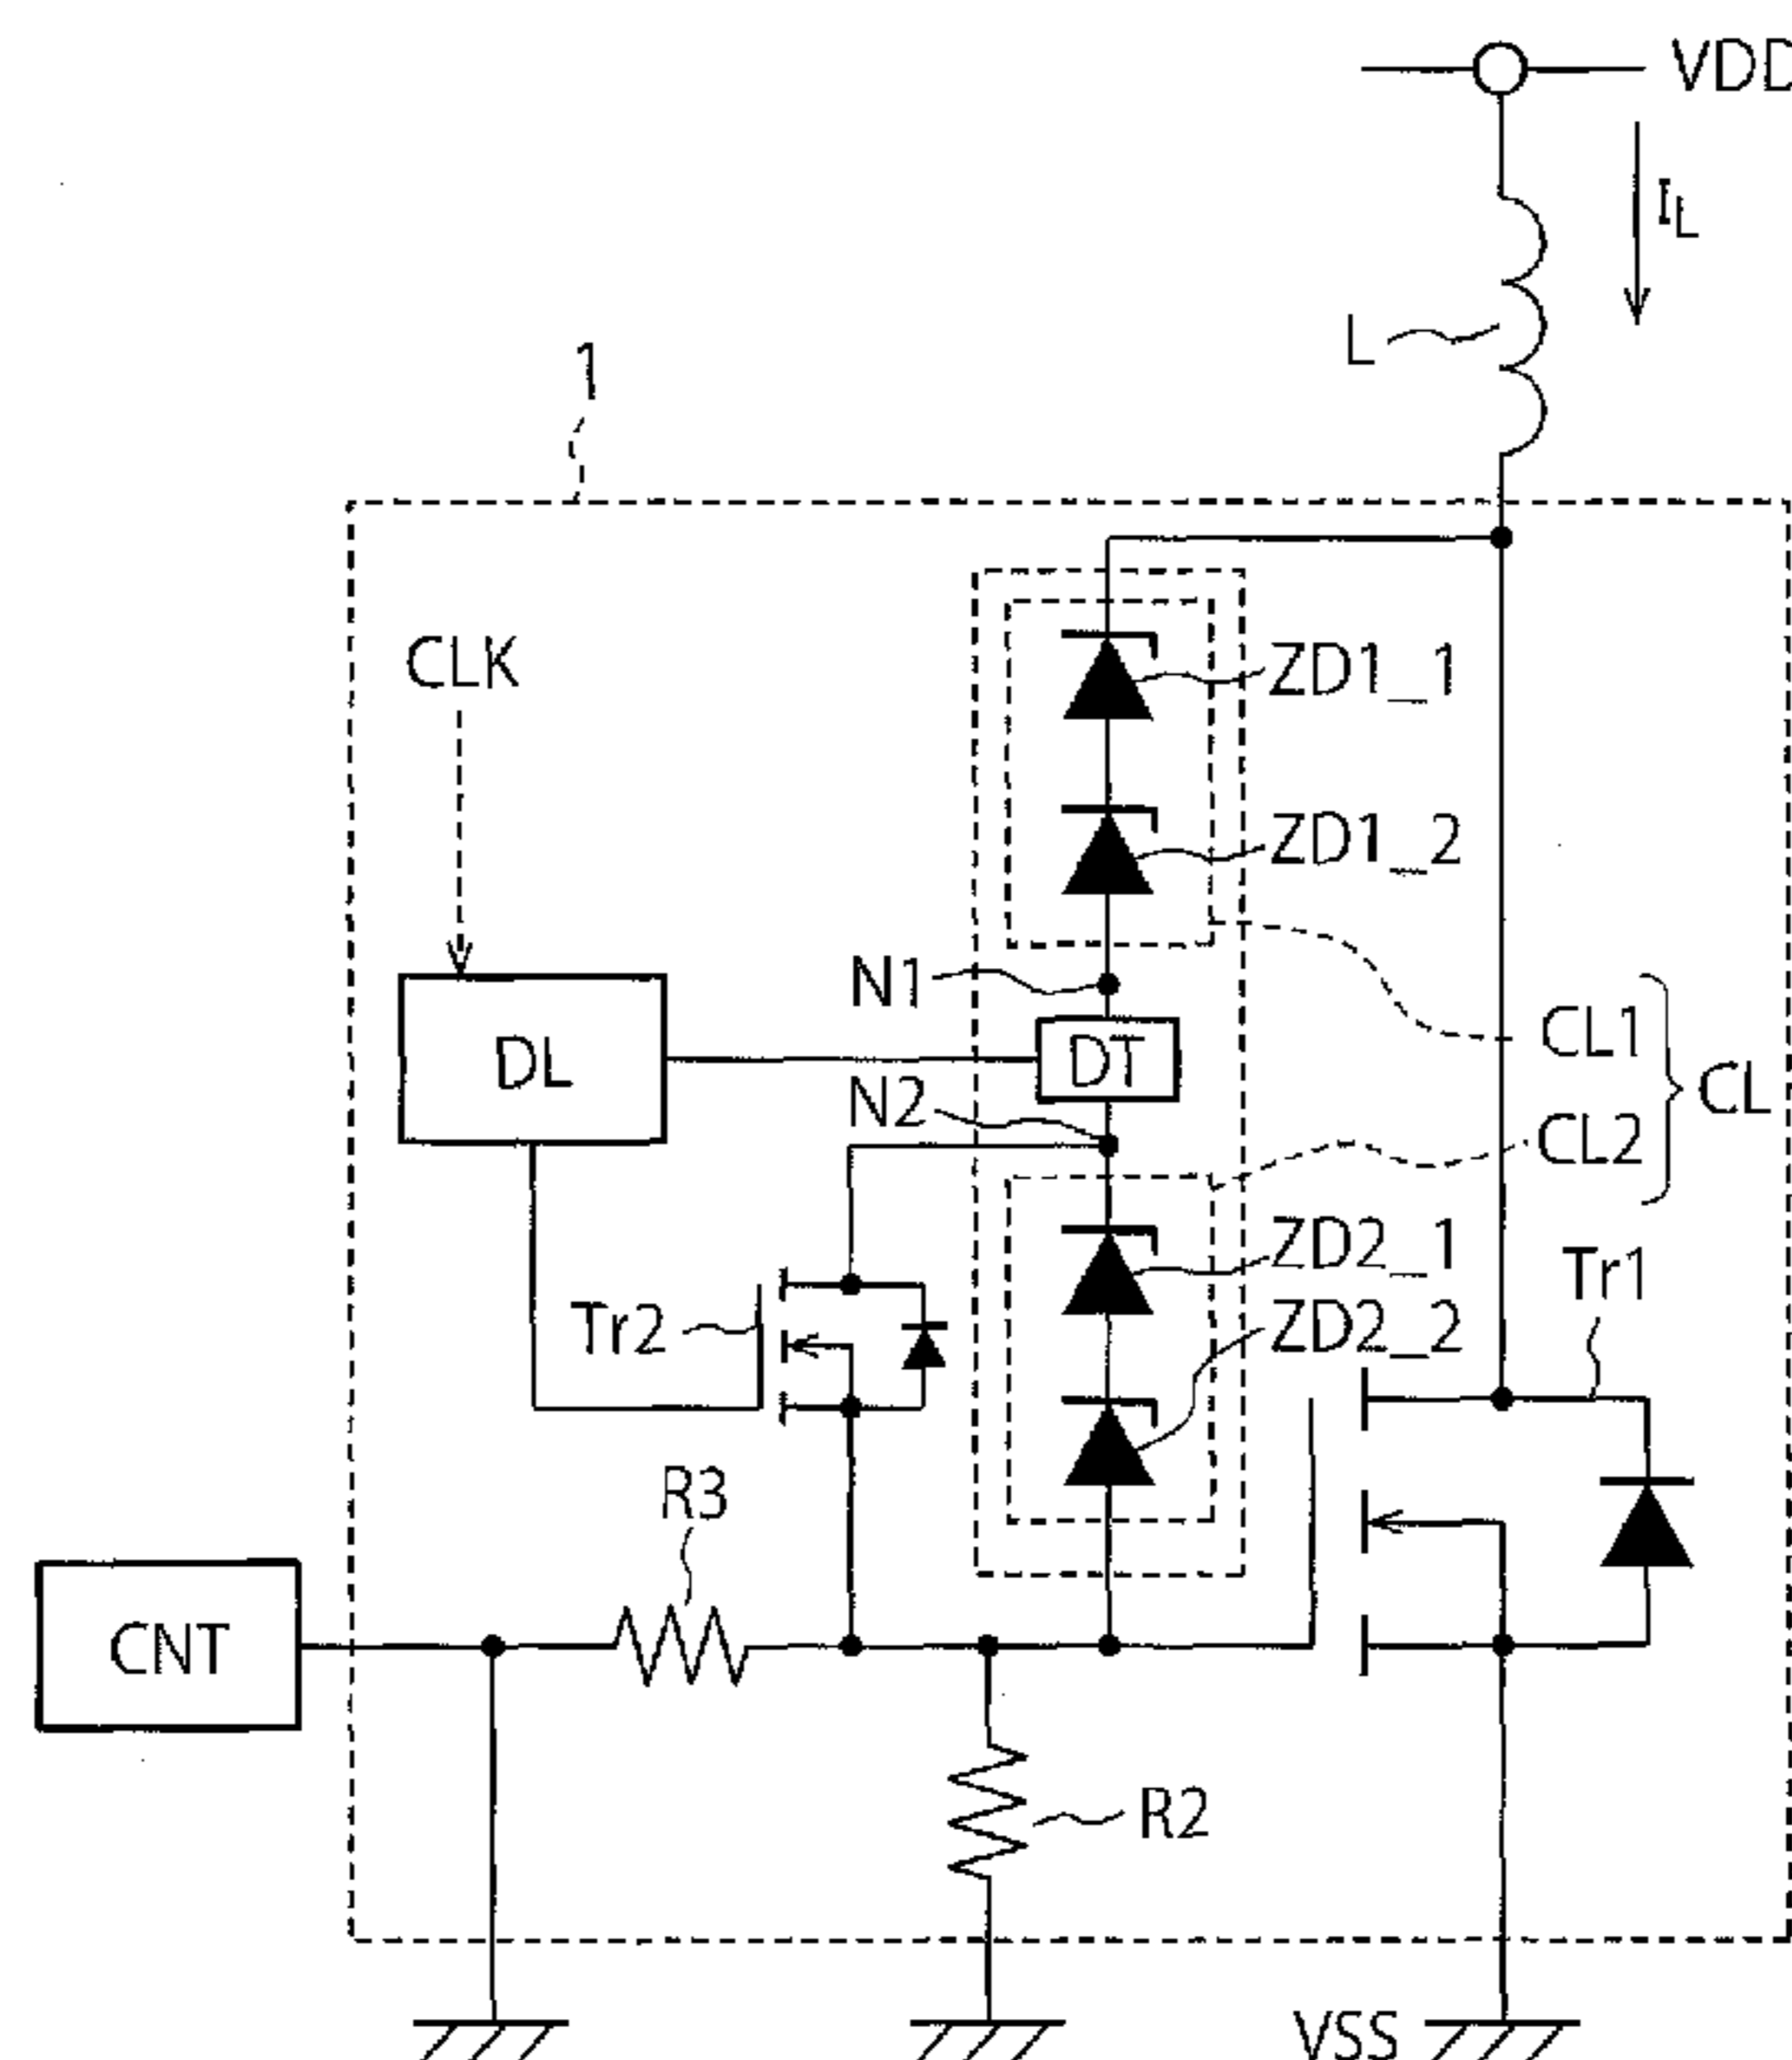 VDD
IL
L
1
CLK
ZD1_1
ZD1_2
N1
DL
DT
CL1
CL
N2
CL2
ZD2_1
Tr1
Tr2
ZD2_2
R3
CNT
R2
VSS